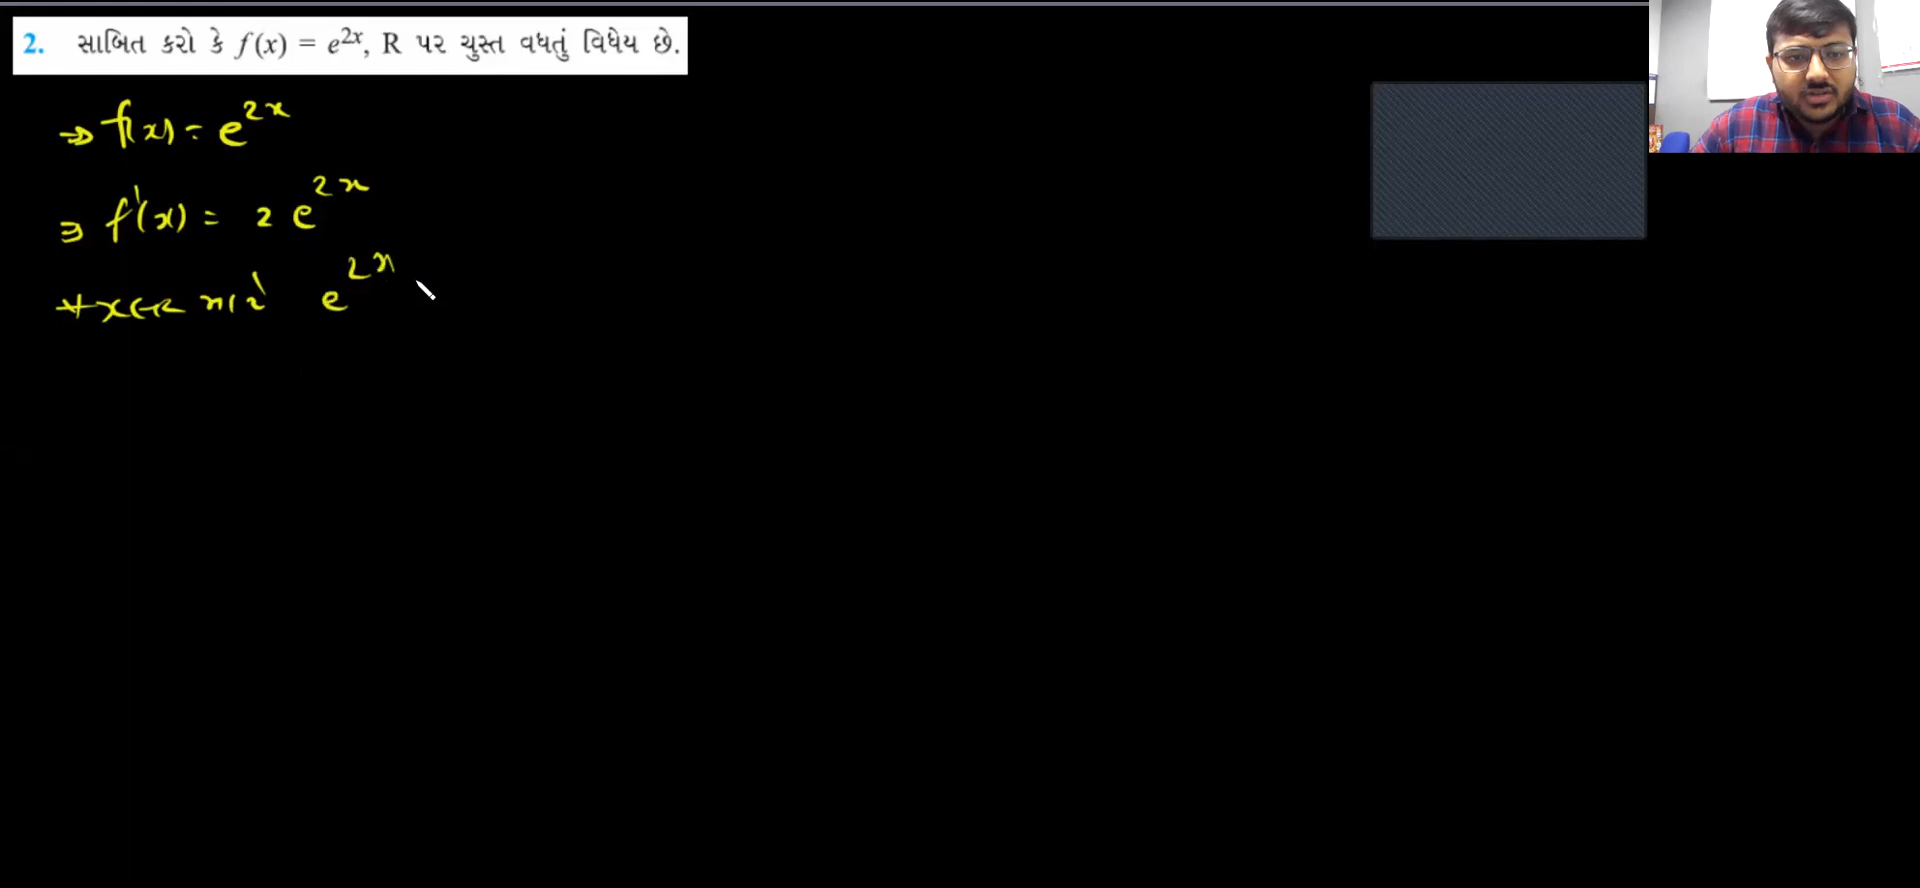 2. સાબિત કરો કે f(x) = e^{2x}, R પર ચુસ્ત વધતું વિધેય છે.
⇒ f(x) = e^{2x}
⇒ f'(x) = 2 e^{2x}
∀ x ∈ R માટે e^{2x}